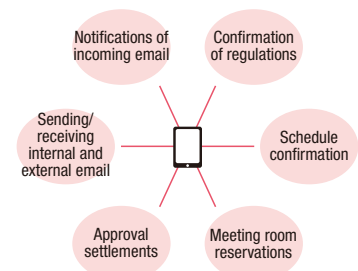 Notifications of
incoming email
Confirmation
of regulations
Sending/
receiving
internal and
external email
Schedule
confirmation
Approval
settlements
Meeting room
reservations